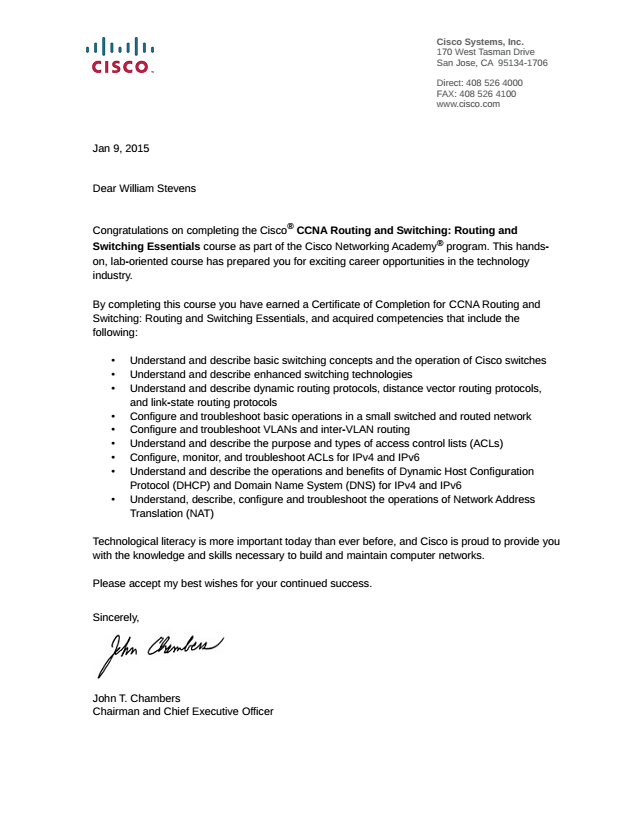 CISCO
Cisco Systems, Inc.
170 West Tasman Drive
San Jose, CA 95134-1706
Direct: 408 526 4000
FAX: 408 526 4100
www.cisco.com
Jan 9, 2015
Dear William Stevens
Congratulations on completing the Cisco® CCNA Routing and Switching: Routing and
Switching Essentials course as part of the Cisco Networking Academy® program. This hands-
on, lab-oriented course has prepared you for exciting career opportunities in the technology
industry.
By completing this course you have earned a Certificate of Completion for CCNA Routing and
Switching: Routing and Switching Essentials, and acquired competencies that include the
following:
• Understand and describe basic switching concepts and the operation of Cisco switches
• Understand and describe enhanced switching technologies
• Understand and describe dynamic routing protocols, distance vector routing protocols,
and link-state routing protocols
• Configure and troubleshoot basic operations in a small switched and routed network
• Configure and troubleshoot VLANs and inter-VLAN routing
• Understand and describe the purpose and types of access control lists (ACLs)
• Configure, monitor, and troubleshoot ACLs for IPv4 and IPv6
• Understand and describe the operations and benefits of Dynamic Host Configuration
Protocol (DHCP) and Domain Name System (DNS) for IPv4 and IPv6
• Understand, describe, configure and troubleshoot the operations of Network Address
Translation (NAT)
Technological literacy is more important today than ever before, and Cisco is proud to provide you
with the knowledge and skills necessary to build and maintain computer networks.
Please accept my best wishes for your continued success.
Sincerely,
John Chambers
John T. Chambers
Chairman and Chief Executive Officer